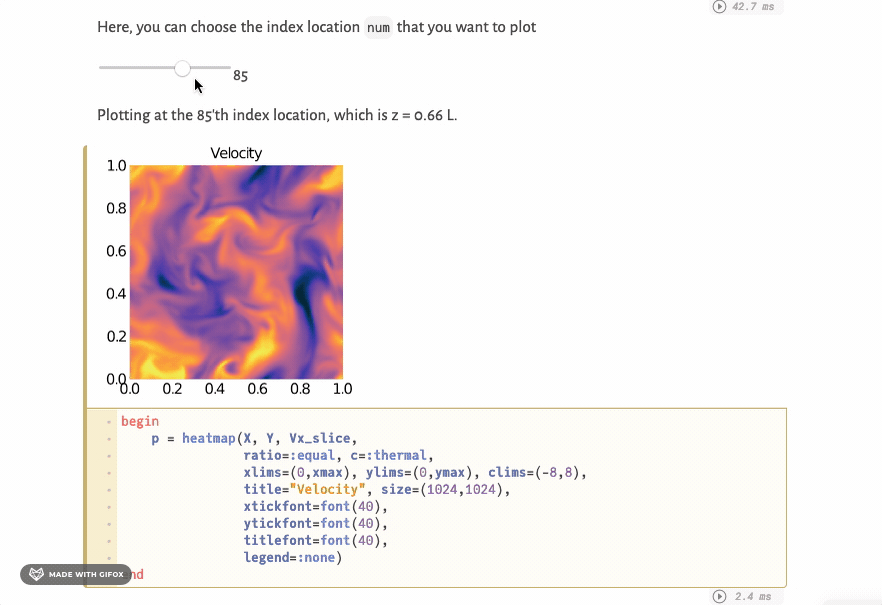 42.7 ms
Here, you can choose the index location num that you want to plot
85
Plotting at the 85'th index location, which is z = 0.66 L.
Velocity
1.0
0.8
0.6
0.4
0.2
0.0
0.0 0.2 0.4 0.6 0.8 1.0
begin
p = heatmap(X, Y, Vx_slice,
ratio=:equal, c=:thermal,
xlims=(0,xmax), ylims=(0,ymax), clims=(-8,8),
title="Velocity", size=(1024,1024),
xtickfont=font(40),
ytickfont=font(40),
titlefont=font(40),
legend=:none)
nd
MADE WITH GIFOX
2.4 ms